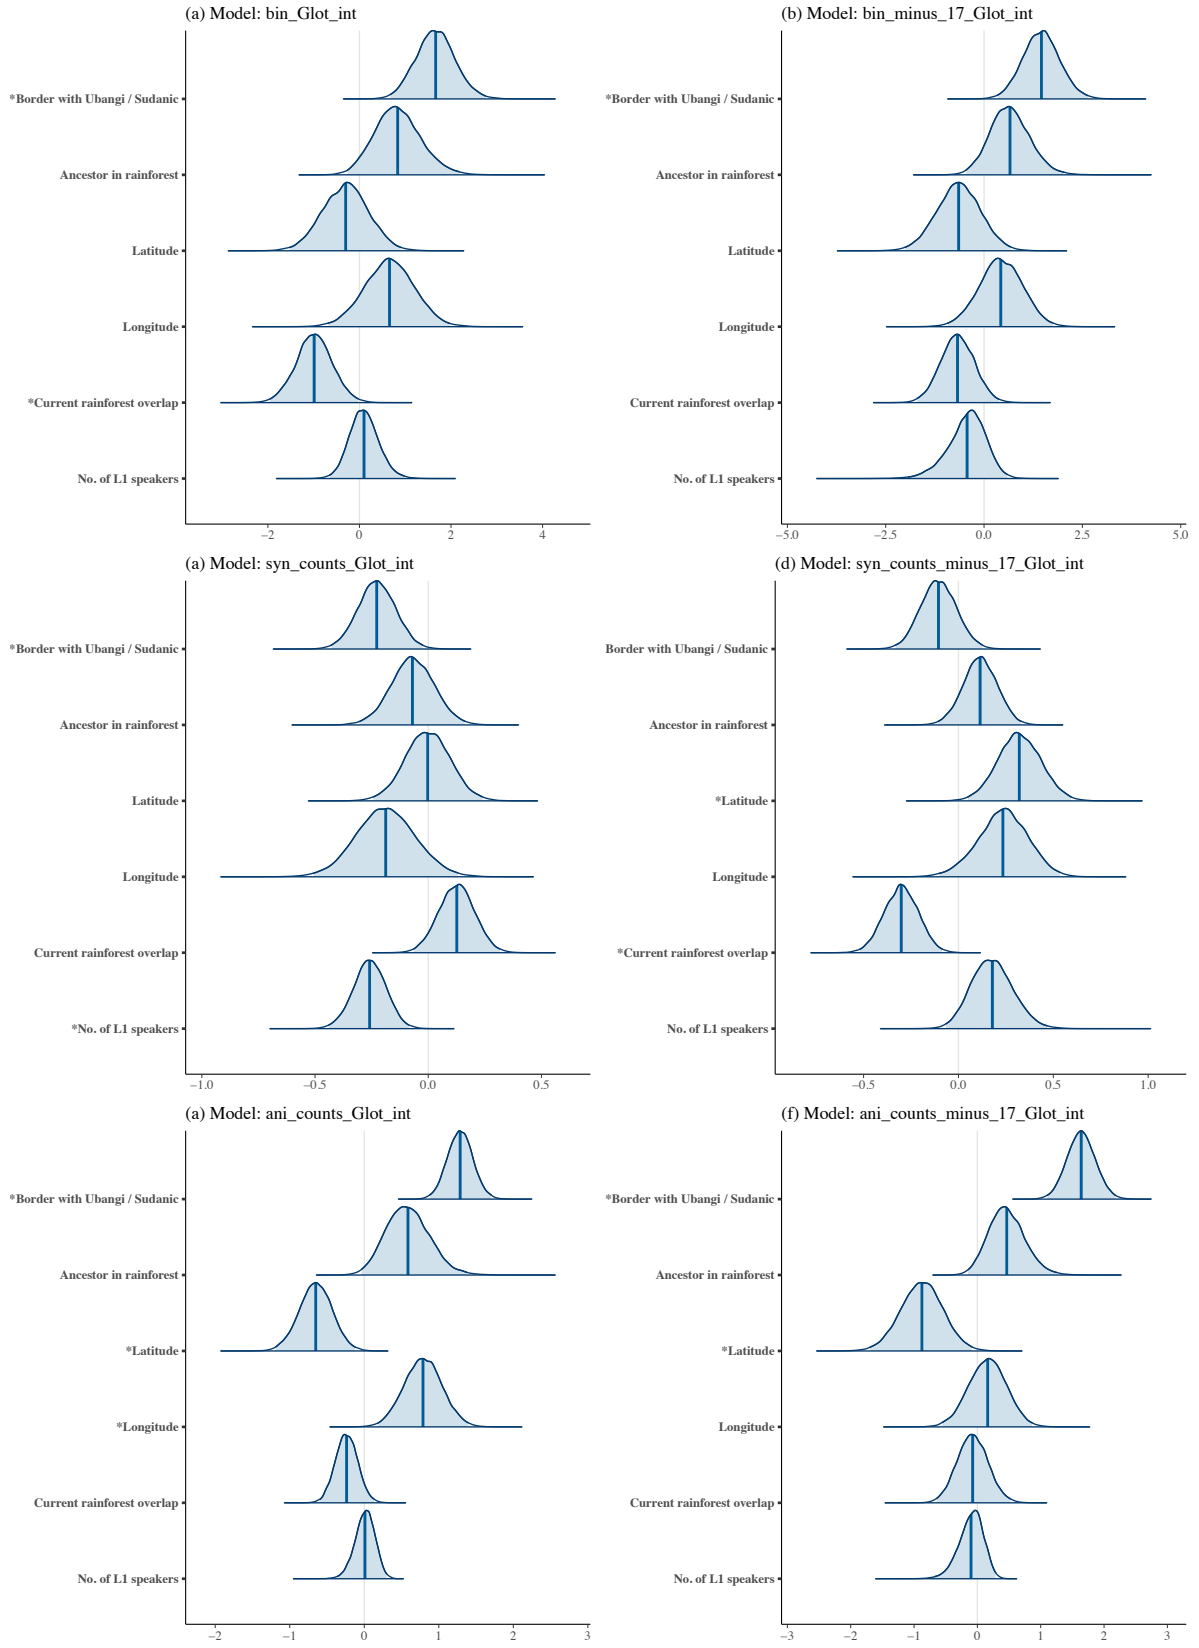 (a) Model: bin_Glot_int
*Border with Ubangi / Sudanic
Ancestor in rainforest
Latitude
Longitude
*Current rainforest overlap
No. of L1 speakers
−2 0 2 4
(b) Model: bin_minus_17_Glot_int
*Border with Ubangi / Sudanic
Ancestor in rainforest
Latitude
Longitude
Current rainforest overlap
No. of L1 speakers
−5.0 −2.5 0.0 2.5 5.0
(a) Model: syn_counts_Glot_int
*Border with Ubangi / Sudanic
Ancestor in rainforest
Latitude
Longitude
Current rainforest overlap
*No. of L1 speakers
−1.0 −0.5 0.0 0.5
(d) Model: syn_counts_minus_17_Glot_int
Border with Ubangi / Sudanic
Ancestor in rainforest
*Latitude
Longitude
*Current rainforest overlap
No. of L1 speakers
−0.5 0.0 0.5 1.0
(a) Model: ani_counts_Glot_int
*Border with Ubangi / Sudanic
Ancestor in rainforest
*Latitude
*Longitude
Current rainforest overlap
No. of L1 speakers
−2 −1 0 1 2 3
(f) Model: ani_counts_minus_17_Glot_int
*Border with Ubangi / Sudanic
Ancestor in rainforest
*Latitude
Longitude
Current rainforest overlap
No. of L1 speakers
−3 −2 −1 0 1 2 3